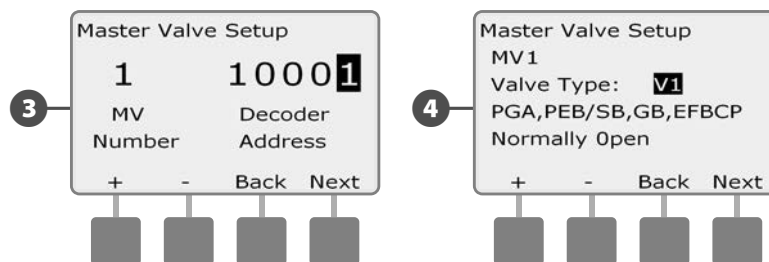 3
Master Valve Setup
1 10001
MV Decoder
Number Address
+ - Back Next
4
Master Valve Setup
MV1
Valve Type: V1
PGA,PEB/SB,GB,EFBCP
Normally Open
+ - Back Next